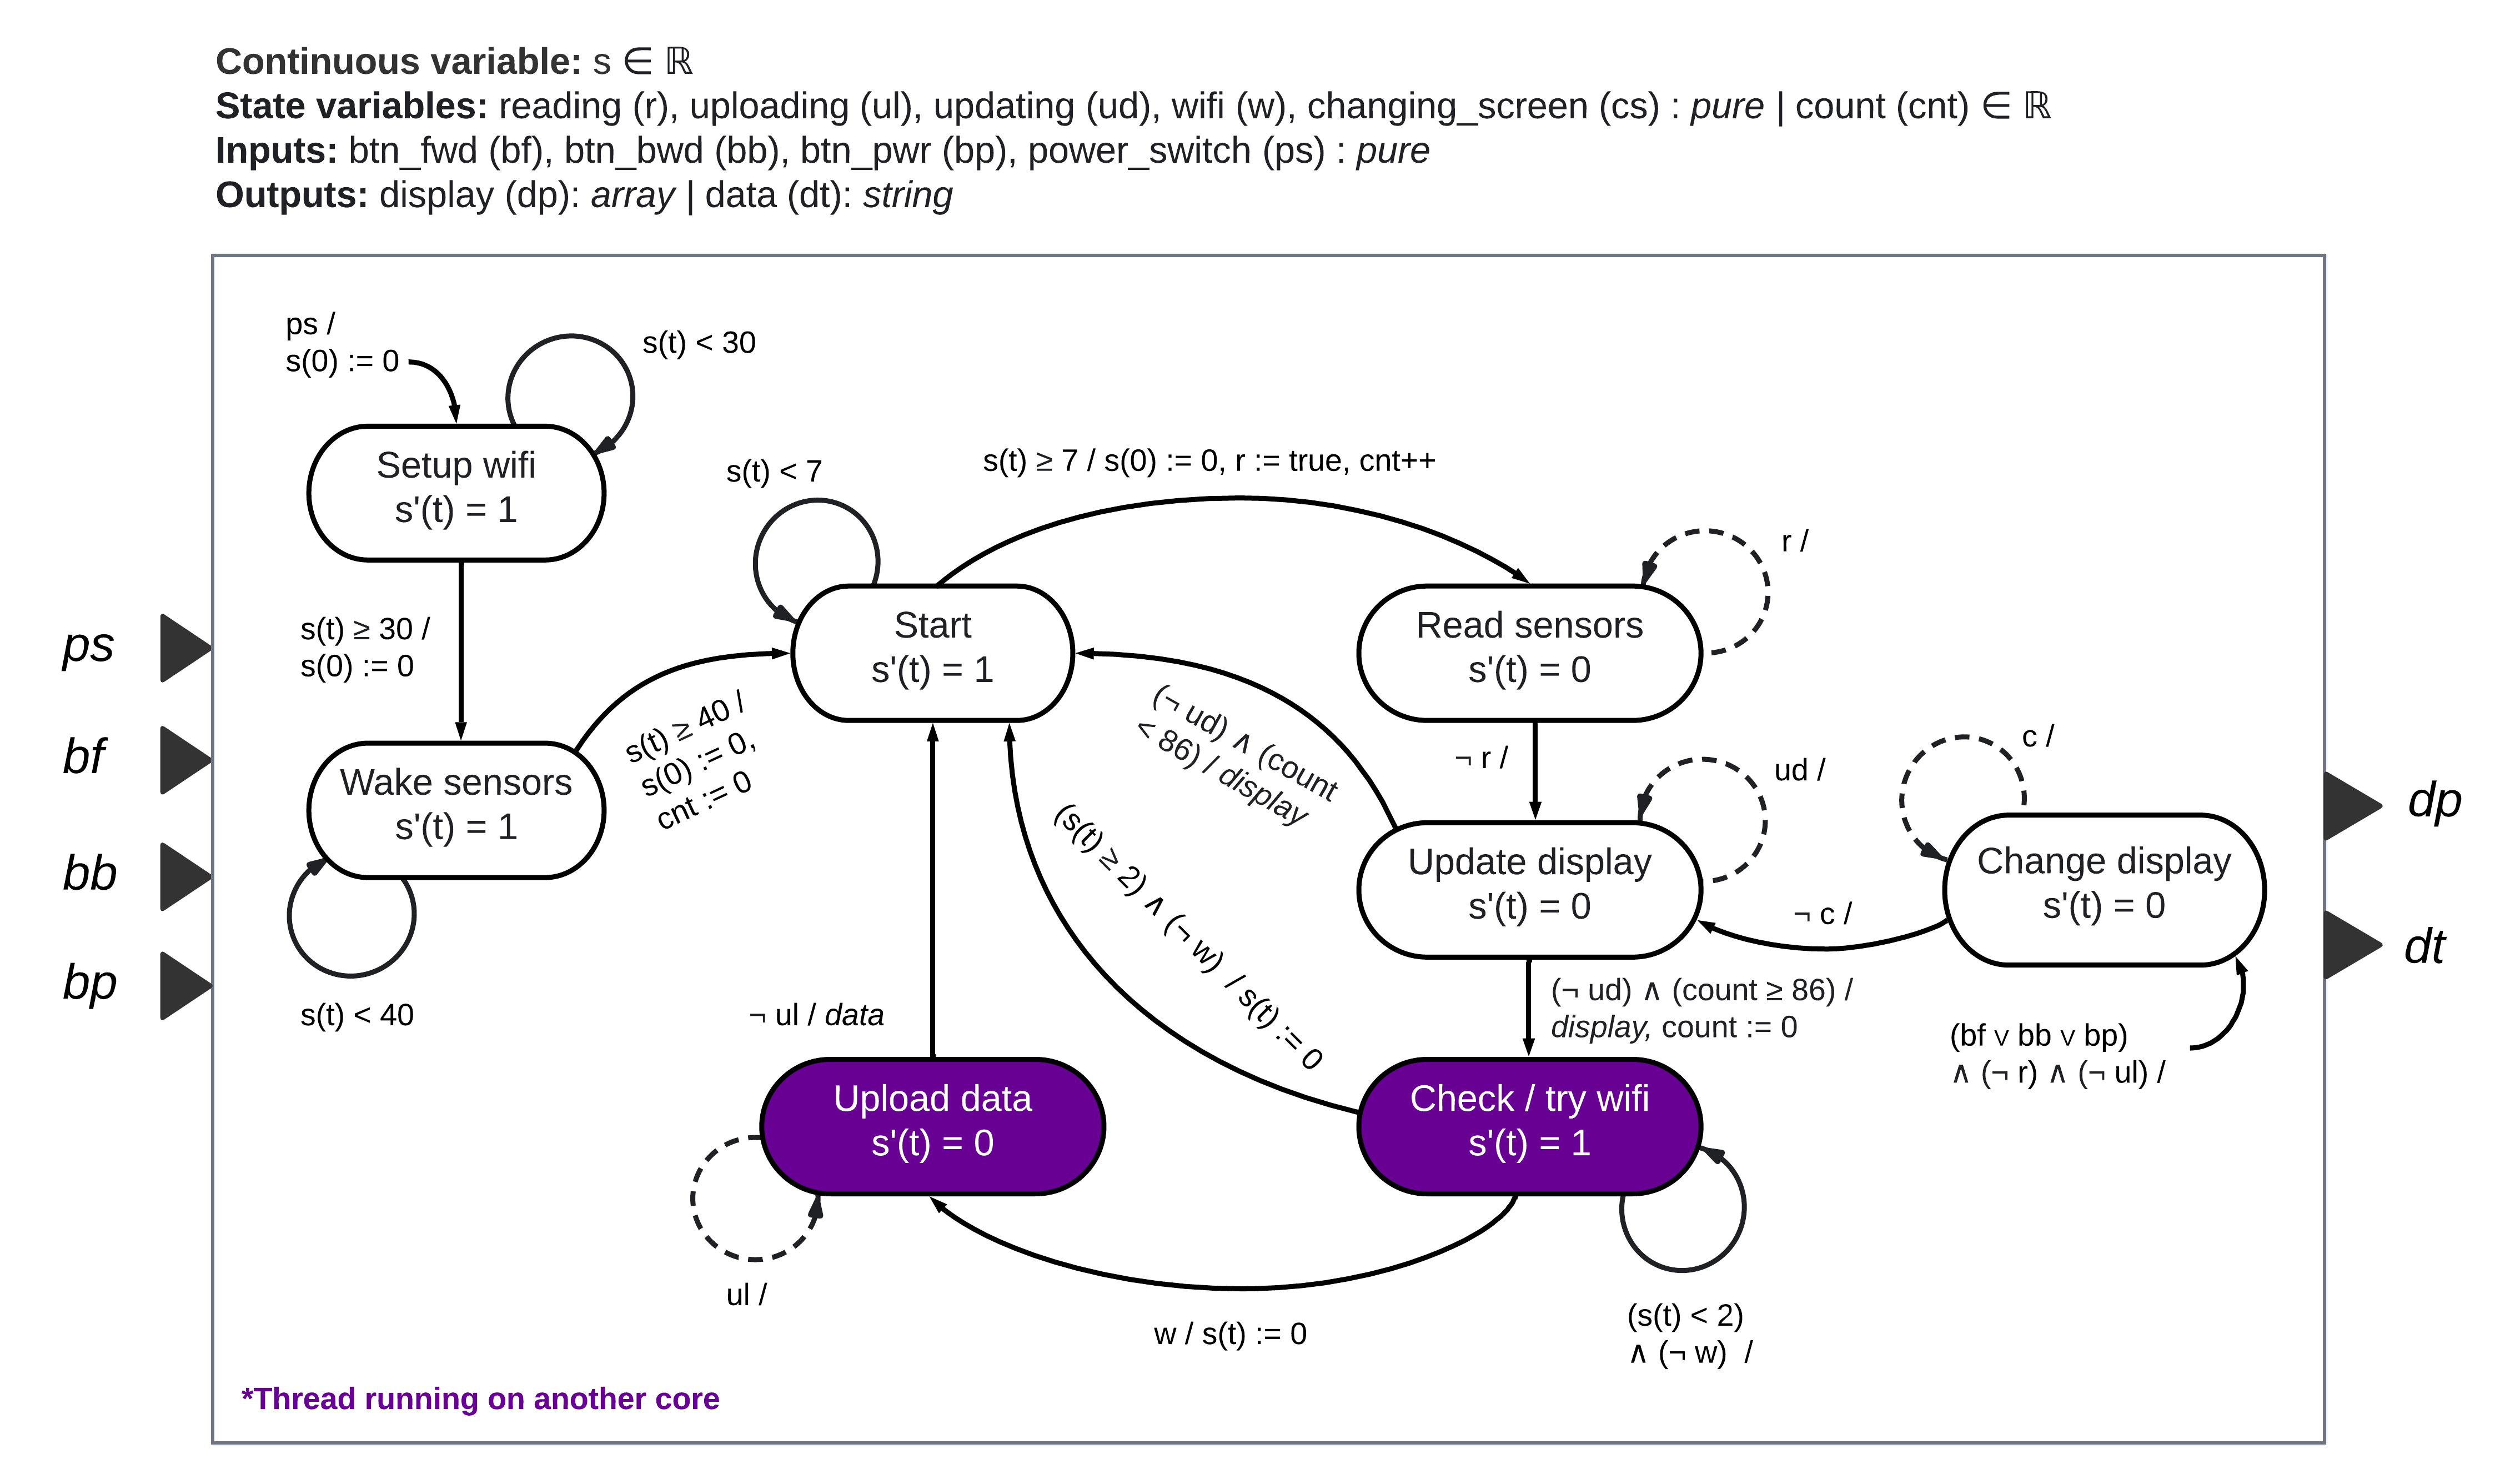 Continuous variable: s ∈ ℝ
State variables: reading (r), uploading (ul), updating (ud), wifi (w), changing_screen (cs) : pure | count (cnt) ∈ ℝ
Inputs: btn_fwd (bf), btn_bwd (bb), btn_pwr (bp), power_switch (ps) : pure
Outputs: display (dp): array | data (dt): string
ps /
s(0) := 0
s(t) < 30
Setup wifi
s'(t) = 1
s(t) ≥ 30 /
s(0) := 0
Wake sensors
s'(t) = 1
s(t) < 40
s(t) ≥ 40 /
s(0) := 0,
cnt := 0
s(t) < 7
Start
s'(t) = 1
s(t) ≥ 7 / s(0) := 0, r := true, cnt++
r /
Read sensors
s'(t) = 0
¬ r /
ud /
Update display
s'(t) = 0
(¬ ud) ∧ (count
< 86) / display
c /
Change display
s'(t) = 0
¬ c /
(bf ∨ bb ∨ bp)
∧ (¬ r) ∧ (¬ ul) /
(¬ ud) ∧ (count ≥ 86) /
display, count := 0
(s(t) ≥ 2) ∧ (¬ w) / s(t) := 0
Check / try wifi
s'(t) = 1
(s(t) < 2)
∧ (¬ w) /
w / s(t) := 0
¬ ul / data
Upload data
s'(t) = 0
ul /
*Thread running on another core
ps
bf
bb
bp
dp
dt